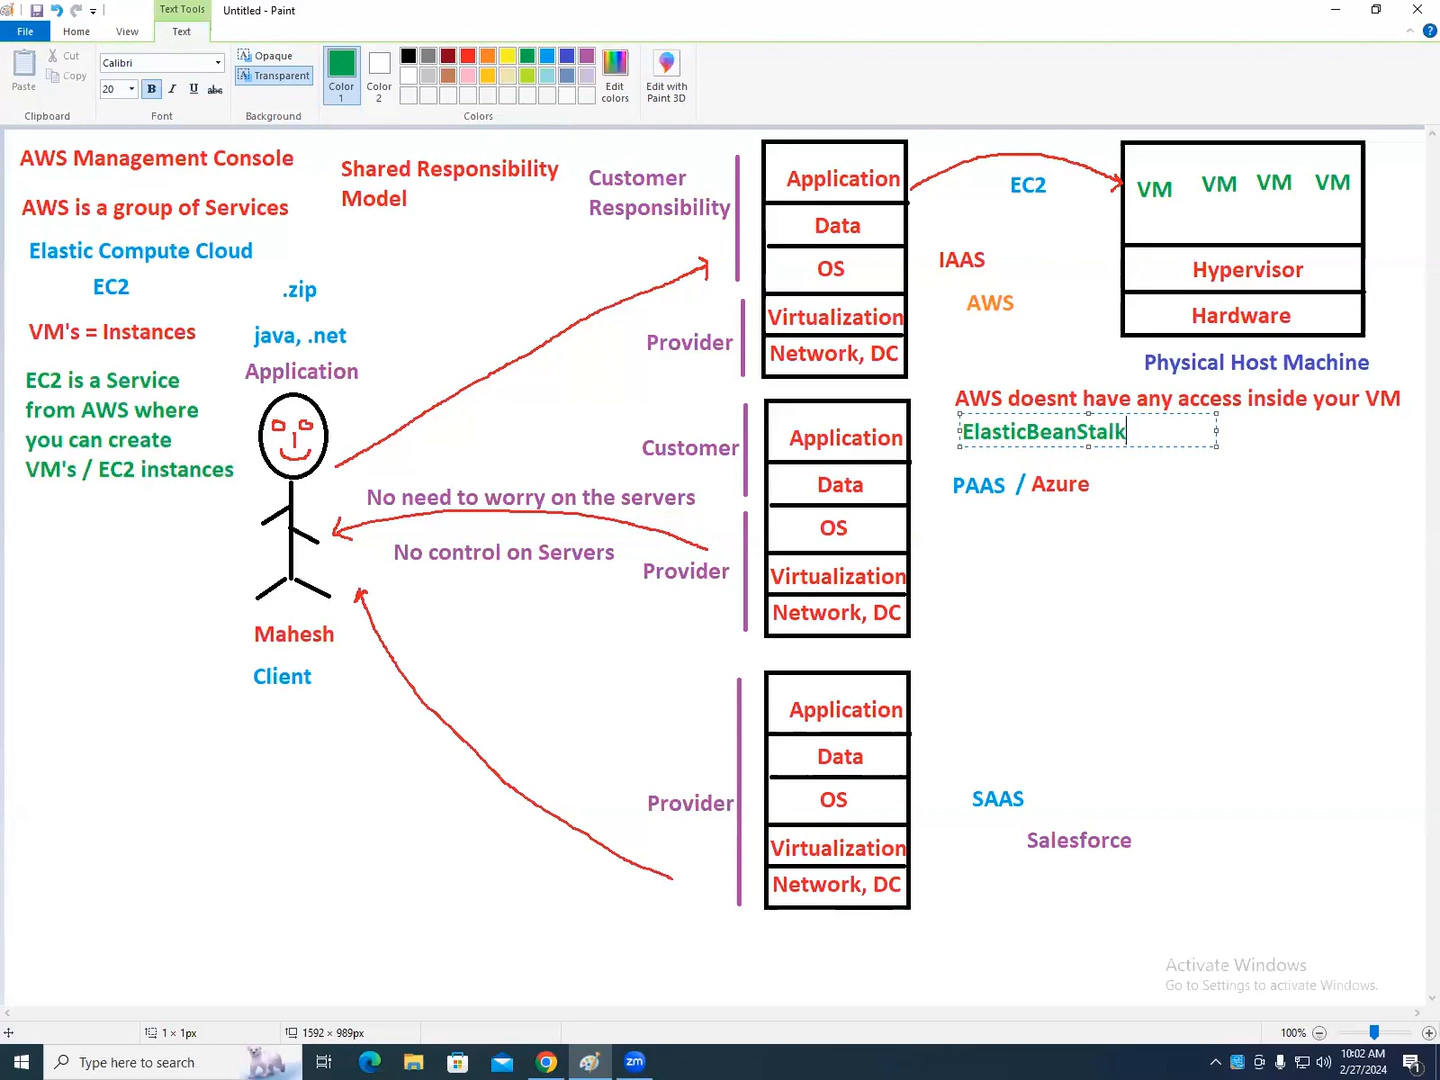 Text Tools
Untitled - Paint
File
Home
View
Text
Paste
Cut
Copy
Clipboard
Calibri
20
B
I
U
abc
Font
Opaque
Transparent
Background
Color 1
Color 2
Edit colors
Colors
Edit with Paint 3D
AWS Management Console
AWS is a group of Services
Elastic Compute Cloud
EC2
VM's = Instances
EC2 is a Service
from AWS where
you can create
VM's / EC2 instances
.zip
java, .net
Application
Mahesh
Client
Shared Responsibility
Model
Customer
Responsibility
Provider
Application
Data
OS
Virtualization
Network, DC
IAAS
AWS
EC2
VM VM VM VM
Hypervisor
Hardware
Physical Host Machine
AWS doesnt have any access inside your VM
ElasticBeanStalk
PAAS / Azure
No need to worry on the servers
No control on Servers
Customer
Provider
Application
Data
OS
Virtualization
Network, DC
Provider
Application
Data
OS
Virtualization
Network, DC
SAAS
Salesforce
Activate Windows
Go to Settings to activate Windows.
1 × 1px
1592 × 989px
100%
Type here to search
zm
10:02 AM
2/27/2024
1